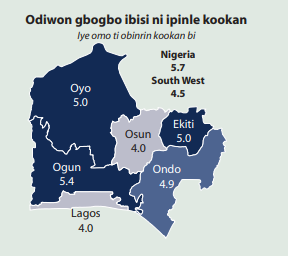 Odiwon gbogbo ibisi ni ipinle kookan
Iye omo ti obinrin kookan bi
Nigeria
5.7
South West
4.5
Oyo
5.0
Osun
4.0
Ekiti
5.0
Ogun
5.4
Ondo
4.9
Lagos
4.0